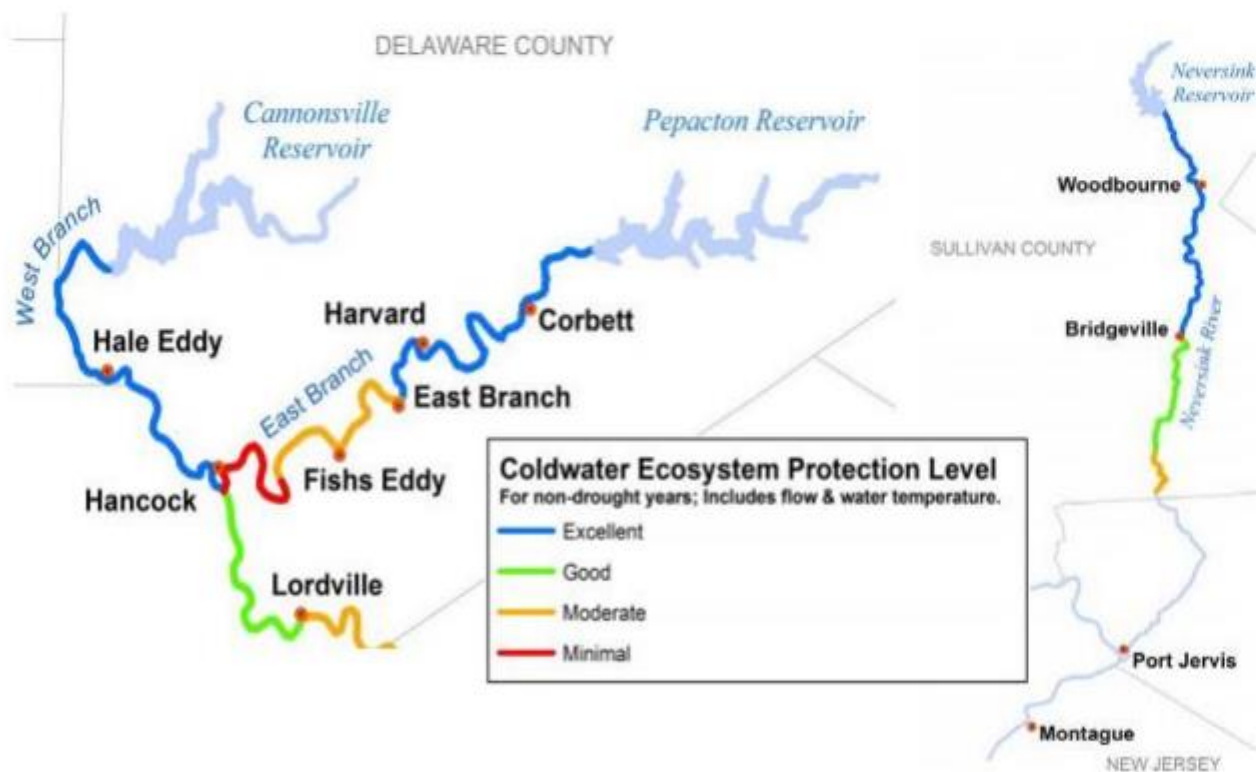 DELAWARE COUNTY
Cannonsville
Reservoir
Pepacton Reservoir
Neversink
Reservoir
Woodbourne
SULLIVAN COUNTY
West Branch
Harvard
Corbett
Hale Eddy
East Branch
East Branch
Bridgeville
Neversink River
Fishs Eddy
Hancock
Lordville
Coldwater Ecosystem Protection Level
For non-drought years; Includes flow & water temperature.
Excellent
Good
Moderate
Minimal
Port Jervis
Montague
NEW JERSEY